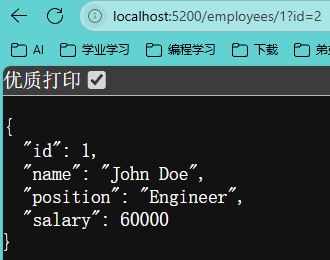 localhost:5200/employees/1?id=2
AI 学业学习 编程学习 下载 弟
优质打印
{
"id": 1,
"name": "John Doe",
"position": "Engineer",
"salary": 60000
}